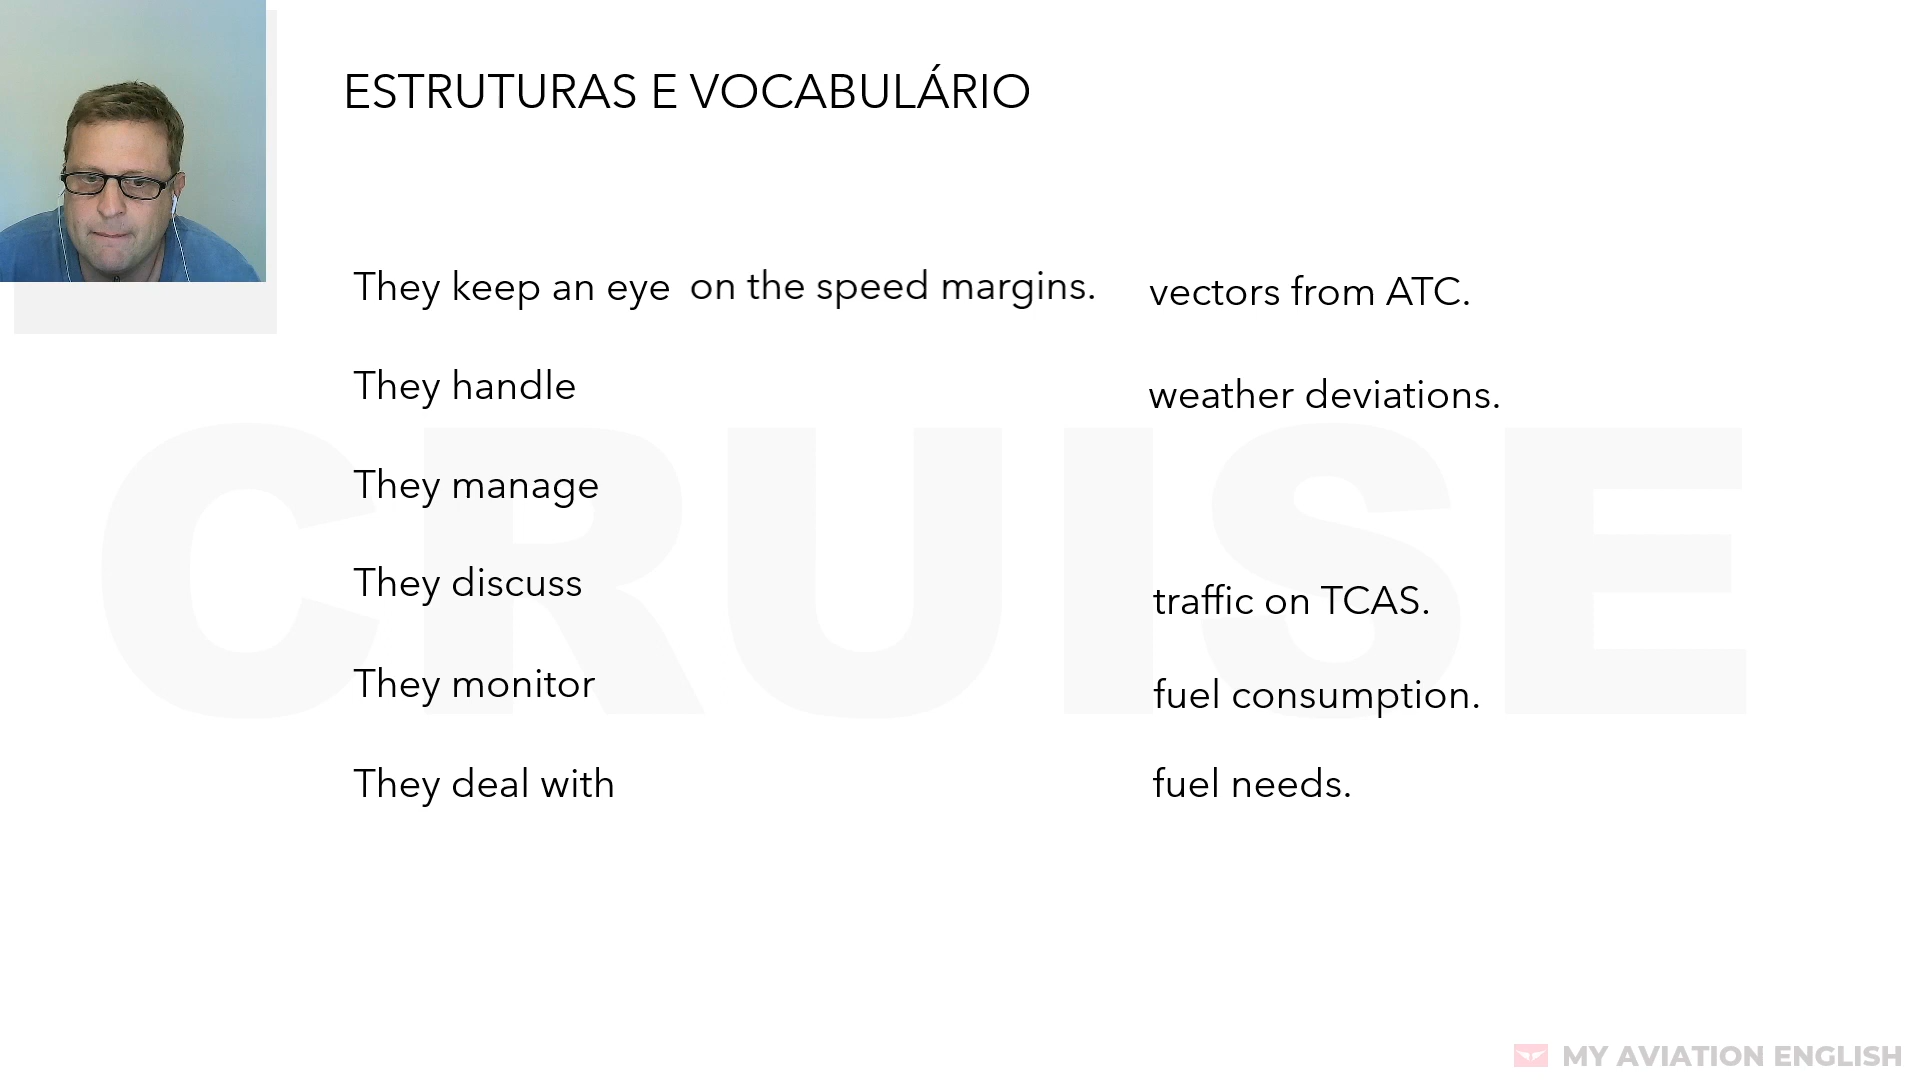 ESTRUTURAS E VOCABULÁRIO
They keep an eye on the speed margins.
vectors from ATC.
They handle
weather deviations.
They manage
They discuss
traffic on TCAS.
They monitor
fuel consumption.
They deal with
fuel needs.
CRUISE
MY AVIATION ENGLISH